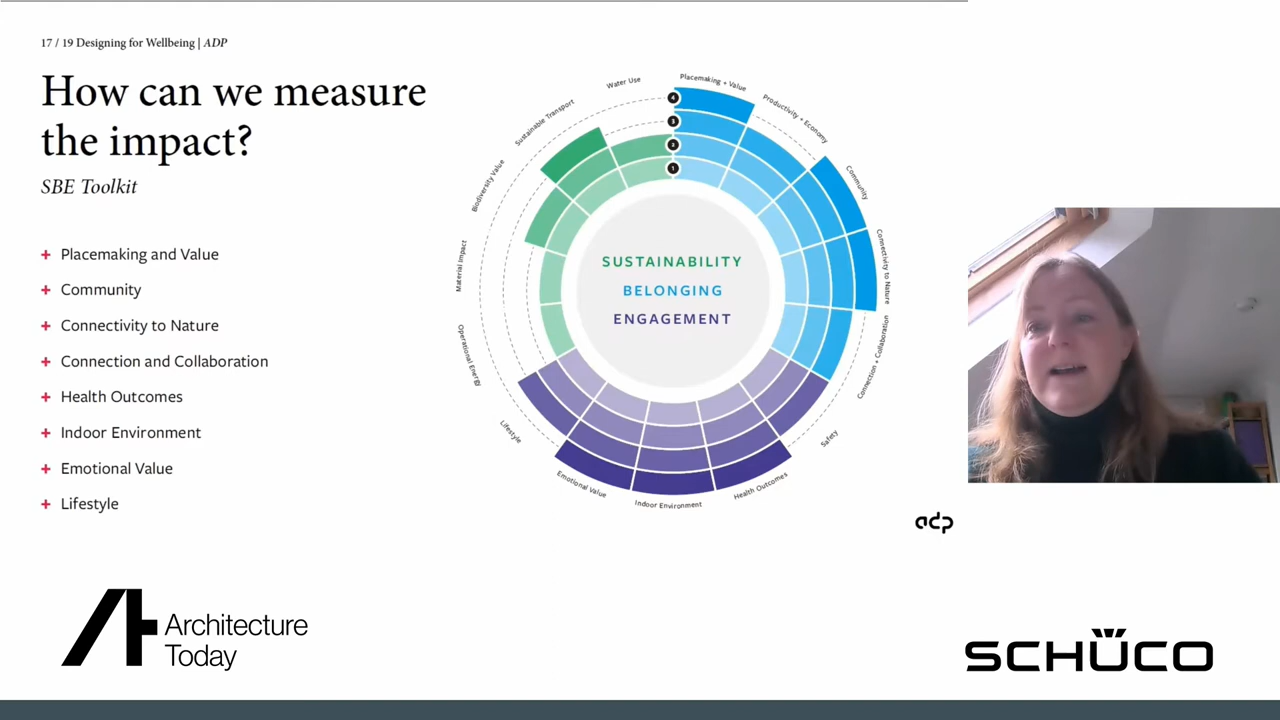 17 / 19 Designing for Wellbeing | ADP
How can we measure
the impact?
SBE Toolkit
+ Placemaking and Value
+ Community
+ Connectivity to Nature
+ Connection and Collaboration
+ Health Outcomes
+ Indoor Environment
+ Emotional Value
+ Lifestyle
Placemaking + Value
Productivity + Economy
Community
Connectivity to Nature
Connection + Collaboration
Safety
Health Outcomes
Indoor Environment
Emotional Value
Lifestyle
Operational Energy
Material Impact
Biodiversity Value
Sustainable Transport
Water Use
4
3
2
1
SUSTAINABILITY
BELONGING
ENGAGEMENT
adp
Architecture
Today
SCHÜCO